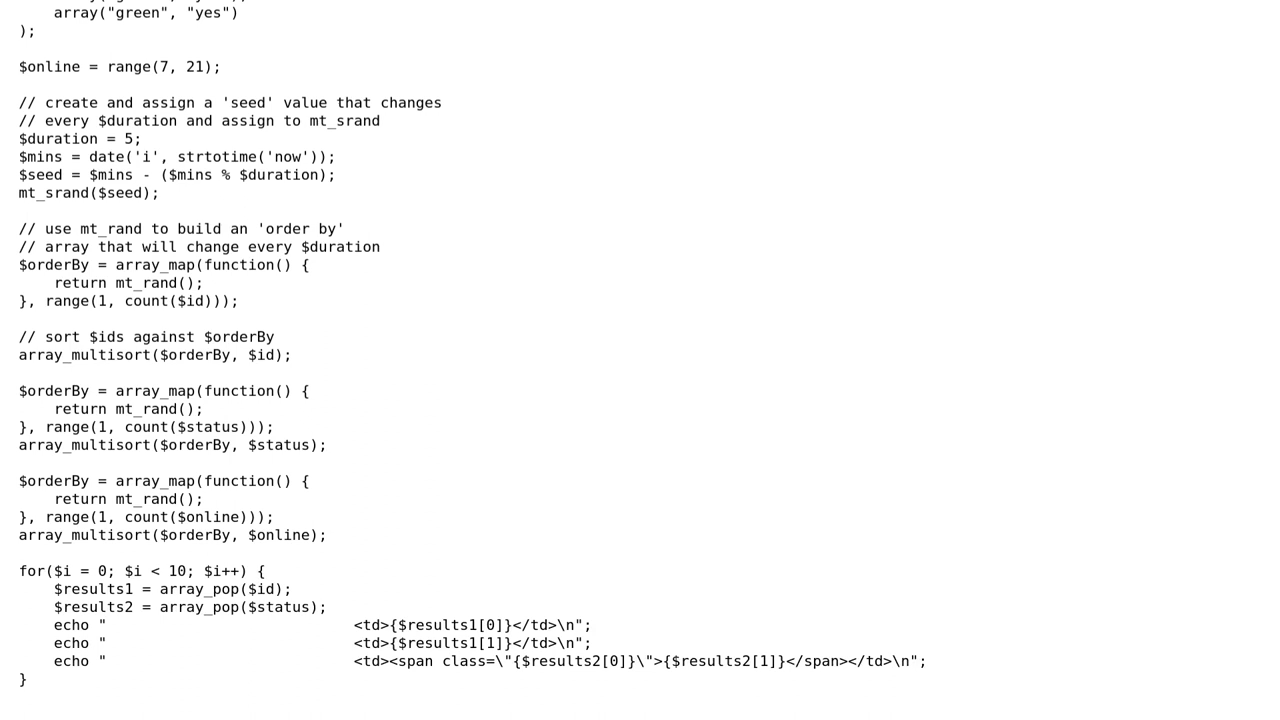 array("green", "yes")
);
$online = range(7, 21);
// create and assign a 'seed' value that changes
// every $duration and assign to mt_srand
$duration = 5;
$mins = date('i', strtotime('now'));
$seed = $mins - ($mins % $duration);
mt_srand($seed);
// use mt_rand to build an 'order by'
// array that will change every $duration
$orderBy = array_map(function() {
    return mt_rand();
}, range(1, count($id)));
// sort $ids against $orderBy
array_multisort($orderBy, $id);
$orderBy = array_map(function() {
    return mt_rand();
}, range(1, count($status)));
array_multisort($orderBy, $status);
$orderBy = array_map(function() {
    return mt_rand();
}, range(1, count($online)));
array_multisort($orderBy, $online);
for($i = 0; $i < 10; $i++) {
    $results1 = array_pop($id);
    $results2 = array_pop($status);
    echo "                            <td>{$results1[0]}</td>\n";
    echo "                            <td>{$results1[1]}</td>\n";
    echo "                            <td><span class=\"{$results2[0]}\">{$results2[1]}</span></td>\n";
}